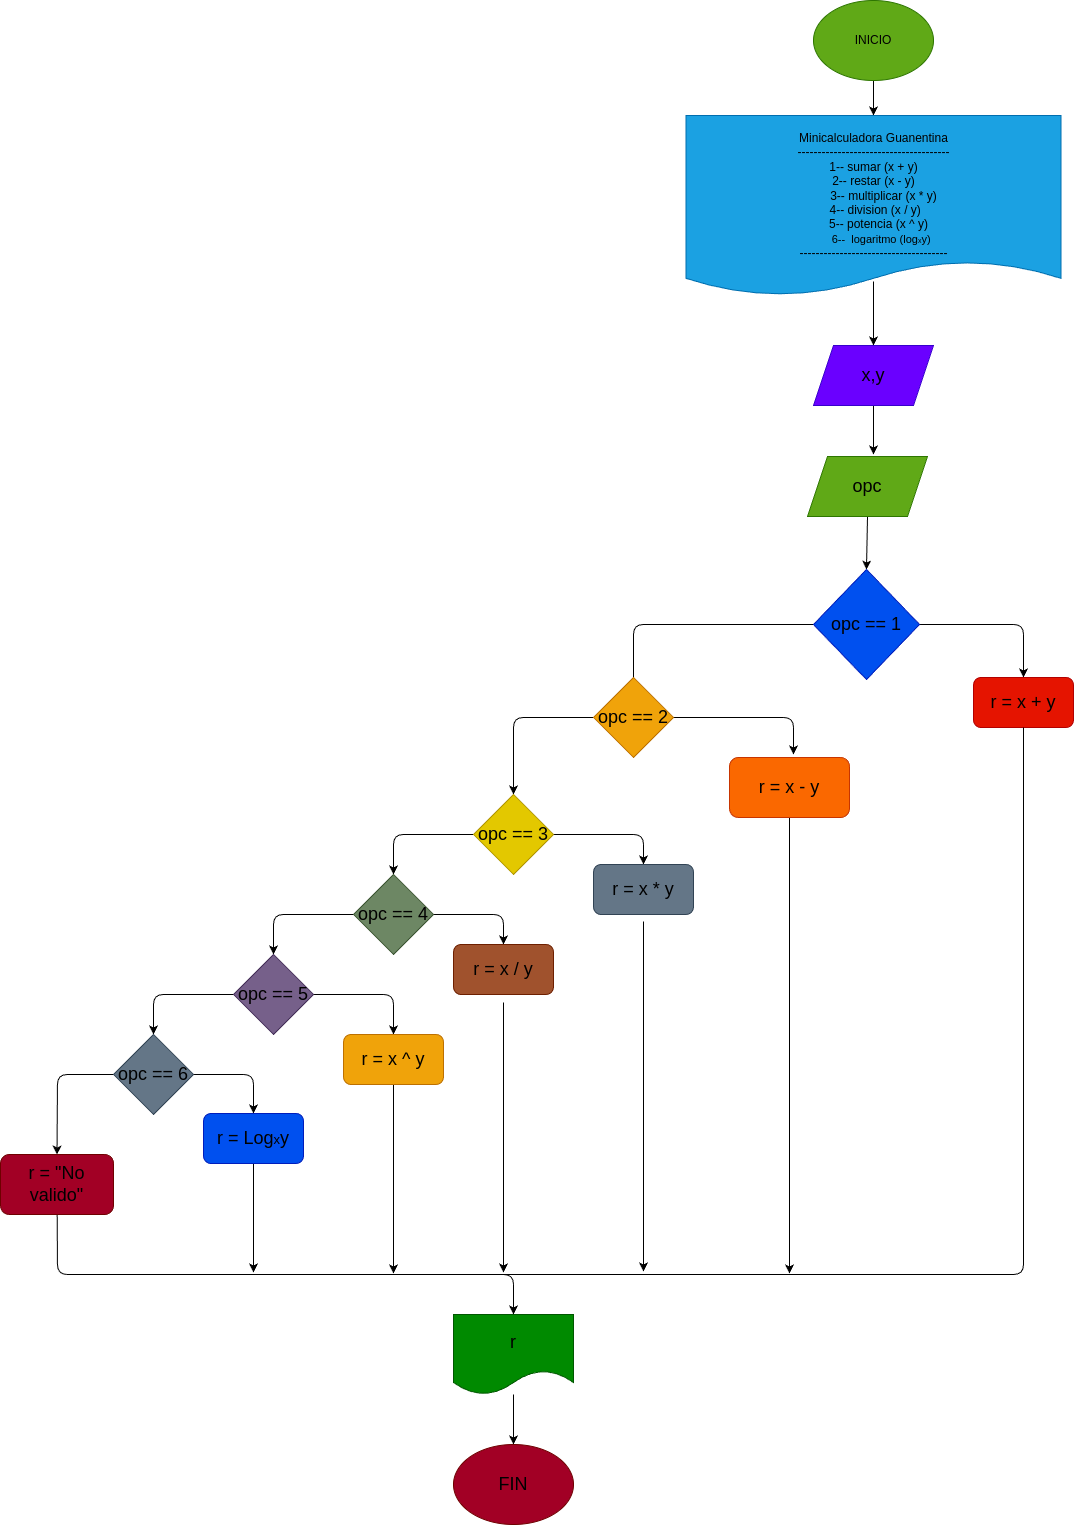 INICIO
Minicalculadora Guanentina
--------------------------------------
1-- sumar (x + y)
2-- restar (x - y)
3-- multiplicar (x * y)
4-- division (x / y)
5-- potencia (x ^ y)
6-- logaritmo (logₓy)
-------------------------------------
x,y
opc
opc == 1
r = x + y
opc == 2
r = x - y
opc == 3
r = x * y
opc == 4
r = x / y
opc == 5
r = x ^ y
opc == 6
r = Logₓy
r = "No
valido"
r
FIN